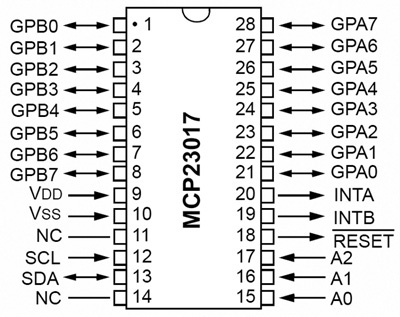 GPB0 1 28 GPA7
GPB1 2 27 GPA6
GPB2 3 26 GPA5
GPB3 4 25 GPA4
GPB4 5 24 GPA3
GPB5 6 23 GPA2
GPB6 7 22 GPA1
GPB7 8 21 GPA0
VDD 9 20 INTA
VSS 10 19 INTB
NC 11 18 RESET
SCL 12 17 A2
SDA 13 16 A1
NC 14 15 A0
MCP23017